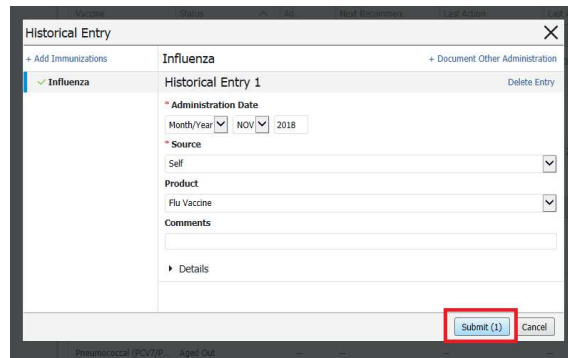 Vaccine Status Ad... Next Recommen... Last Action
Historical Entry
+ Add Immunizations
Influenza
Influenza
+ Document Other Administration
Historical Entry 1
Delete Entry
* Administration Date
Month/Year NOV 2018
* Source
Self
Product
Flu Vaccine
Comments
Details
Submit (1) Cancel
Pneumococcal (PCV7/P... Aged Out -- --